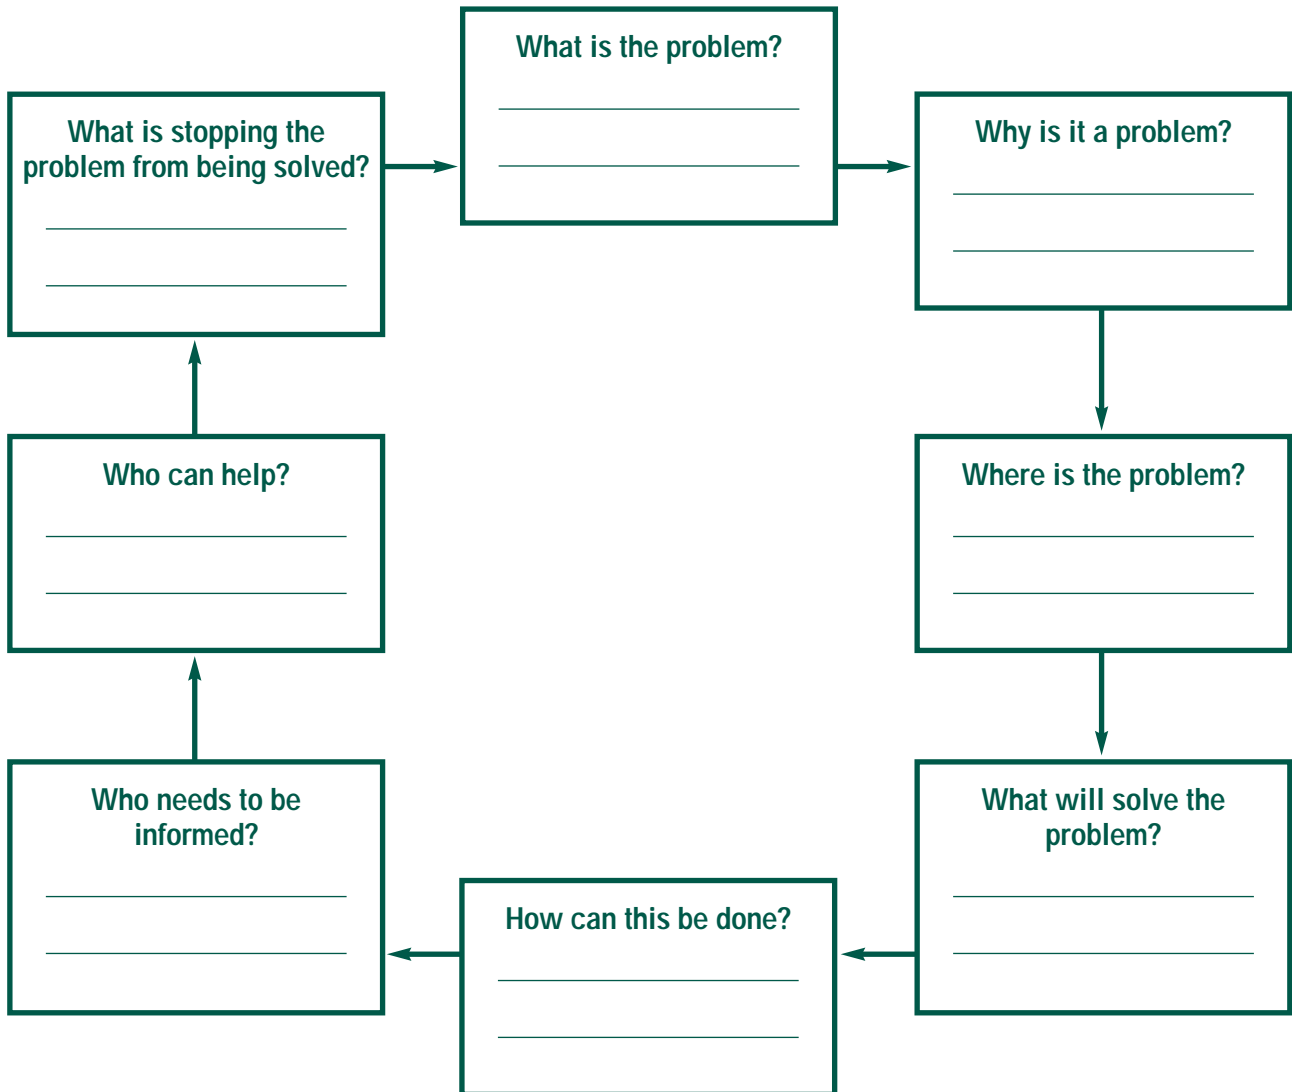 What is the problem?
Why is it a problem?
Where is the problem?
What will solve the
problem?
How can this be done?
Who needs to be
informed?
Who can help?
What is stopping the
problem from being solved?